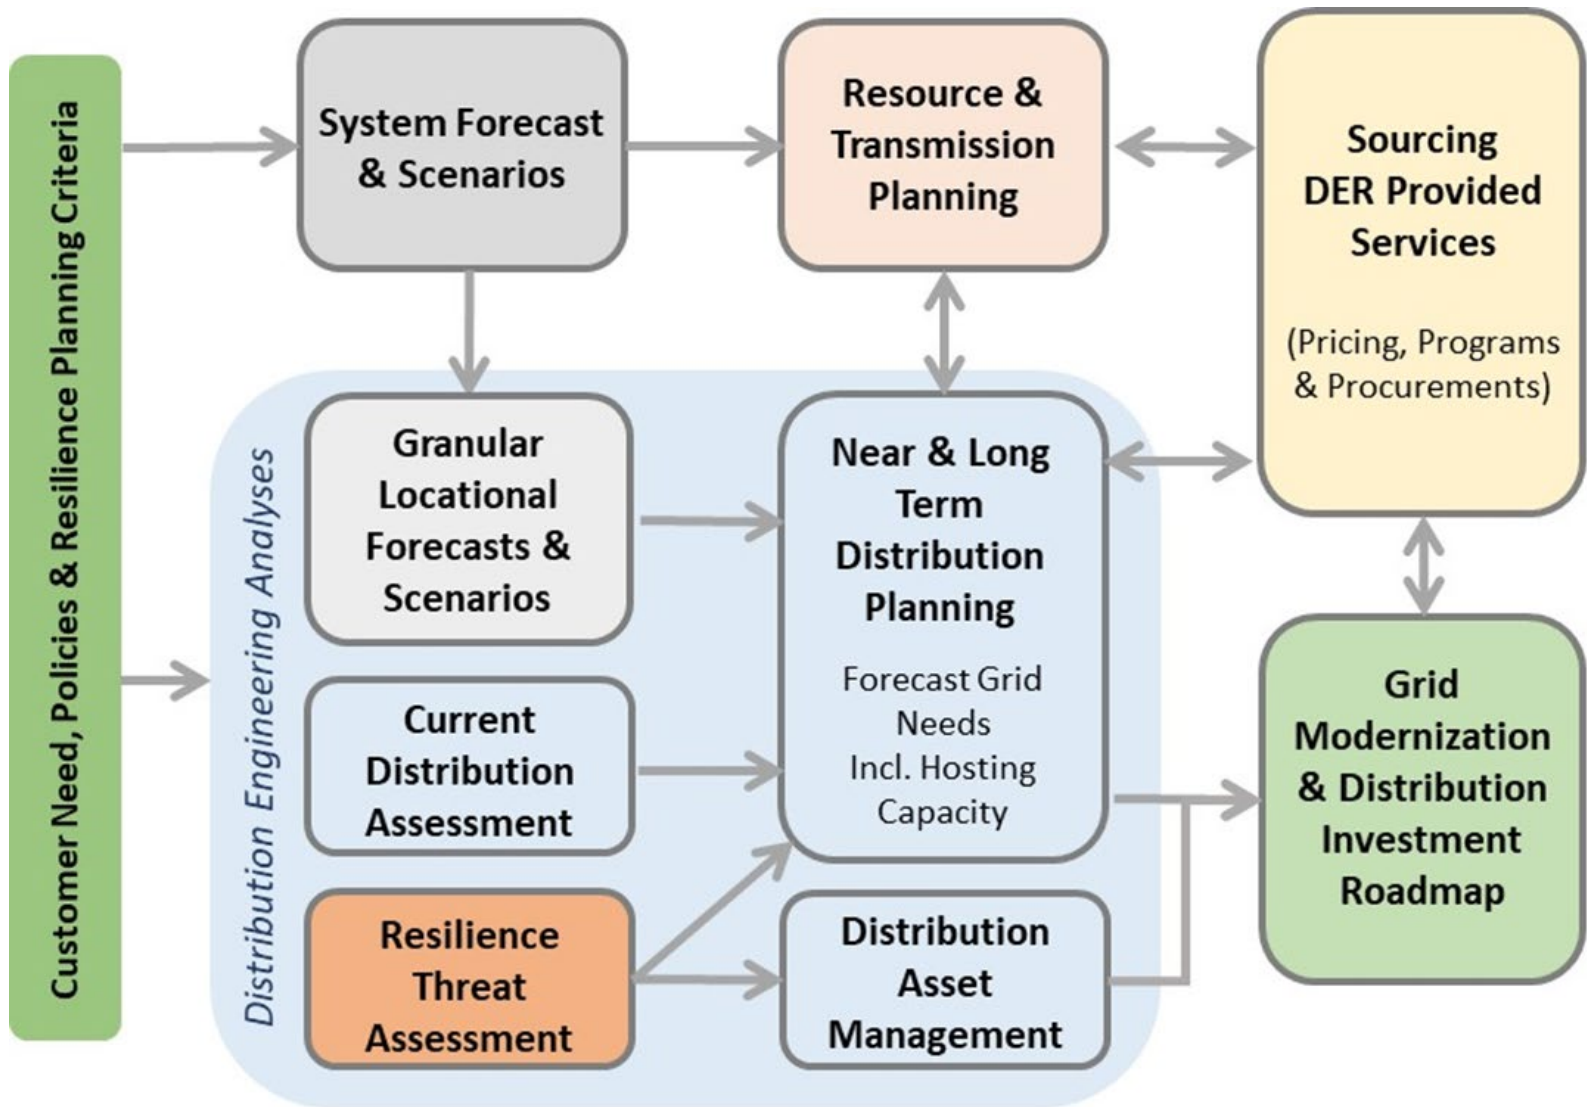 Customer Need, Policies & Resilience Planning Criteria
System Forecast
& Scenarios
Resource &
Transmission
Planning
Sourcing
DER Provided
Services
(Pricing, Programs
& Procurements)
Distribution Engineering Analyses
Granular
Locational
Forecasts &
Scenarios
Near & Long
Term
Distribution
Planning
Forecast Grid
Needs
Incl. Hosting
Capacity
Current
Distribution
Assessment
Resilience
Threat
Assessment
Distribution
Asset
Management
Grid
Modernization
& Distribution
Investment
Roadmap